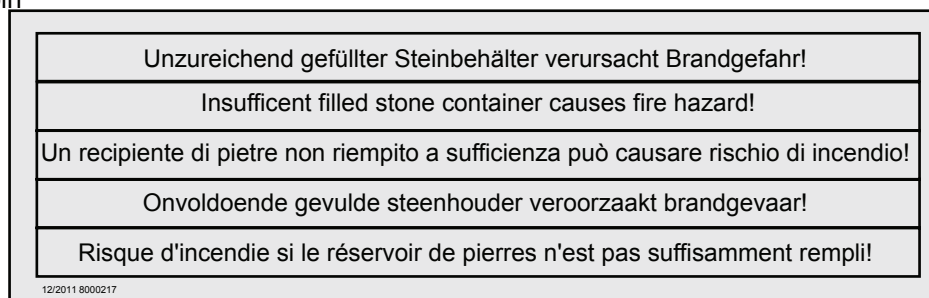 Unzureichend gefüllter Steinbehälter verursacht Brandgefahr!
Insufficent filled stone container causes fire hazard!
Un recipiente di pietre non riempito a sufficienza può causare rischio di incendio!
Onvoldoende gevulde steenhouder veroorzaakt brandgevaar!
Risque d'incendie si le réservoir de pierres n'est pas suffisamment rempli!
12/2011 8000217